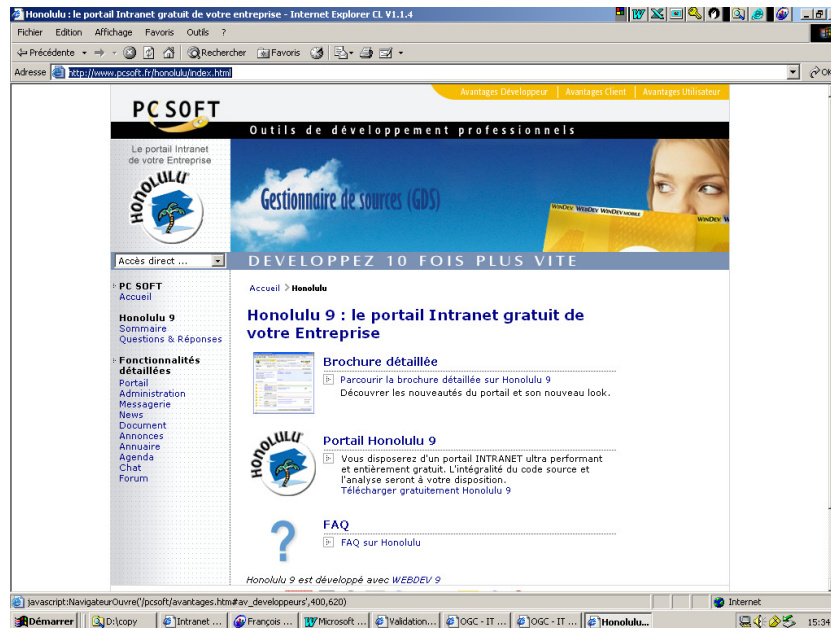 Honolulu : le portail Intranet gratuit de votre entreprise - Internet Explorer CL V1.1.4
Fichier Edition Affichage Favoris Outils ?
Précédente Rechercher Favoris
Adresse http://www.pcsoft.fr/honolulu/index.html OK
Avantages Développeur | Avantages Client | Avantages Utilisateur
PC SOFT
Outils de développement professionnels
Le portail Intranet
de votre Entreprise
HONOLULU
Gestionnaire de sources (GDS)
WINDEV WEBDEV WINDEV MOBILE
WINDEV W
Accès direct ...
DEVELOPPEZ 10 FOIS PLUS VITE
PC SOFT
Accueil
Honolulu 9
Sommaire
Questions & Réponses
Fonctionnalités
détaillées
Portail
Administration
Messagerie
News
Document
Annonces
Annuaire
Agenda
Chat
Forum
Accueil > Honolulu
Honolulu 9 : le portail Intranet gratuit de
votre Entreprise
Brochure détaillée
Parcourir la brochure détaillée sur Honolulu 9
Découvrer les nouveautés du portail et son nouveau look.
HONOLULU
Portail Honolulu 9
Vous disposerez d'un portail INTRANET ultra performant
et entièrement gratuit. L'intégralité du code source et
l'analyse seront à votre disposition.
Télécharger gratuitement Honolulu 9
?
FAQ
FAQ sur Honolulu
Honolulu 9 est développé avec WEBDEV 9
javascript:NavigateurOuvre('/pcsoft/avantages.htm#av_developpeurs',400,620) Internet
Démarrer D:\copy Intranet ... François ... Microsoft ... Validation... OGC - IT ... OGC - IT ... Honolulu... 15:34